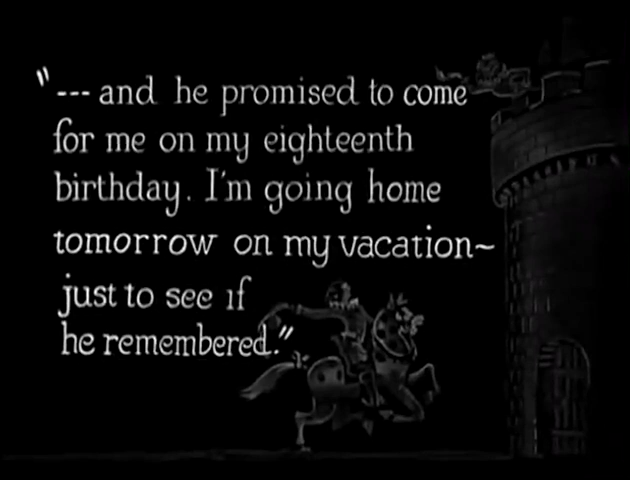 "--- and he promised to come
for me on my eighteenth
birthday. I'm going home
tomorrow on my vacation~
just to see if
he remembered."